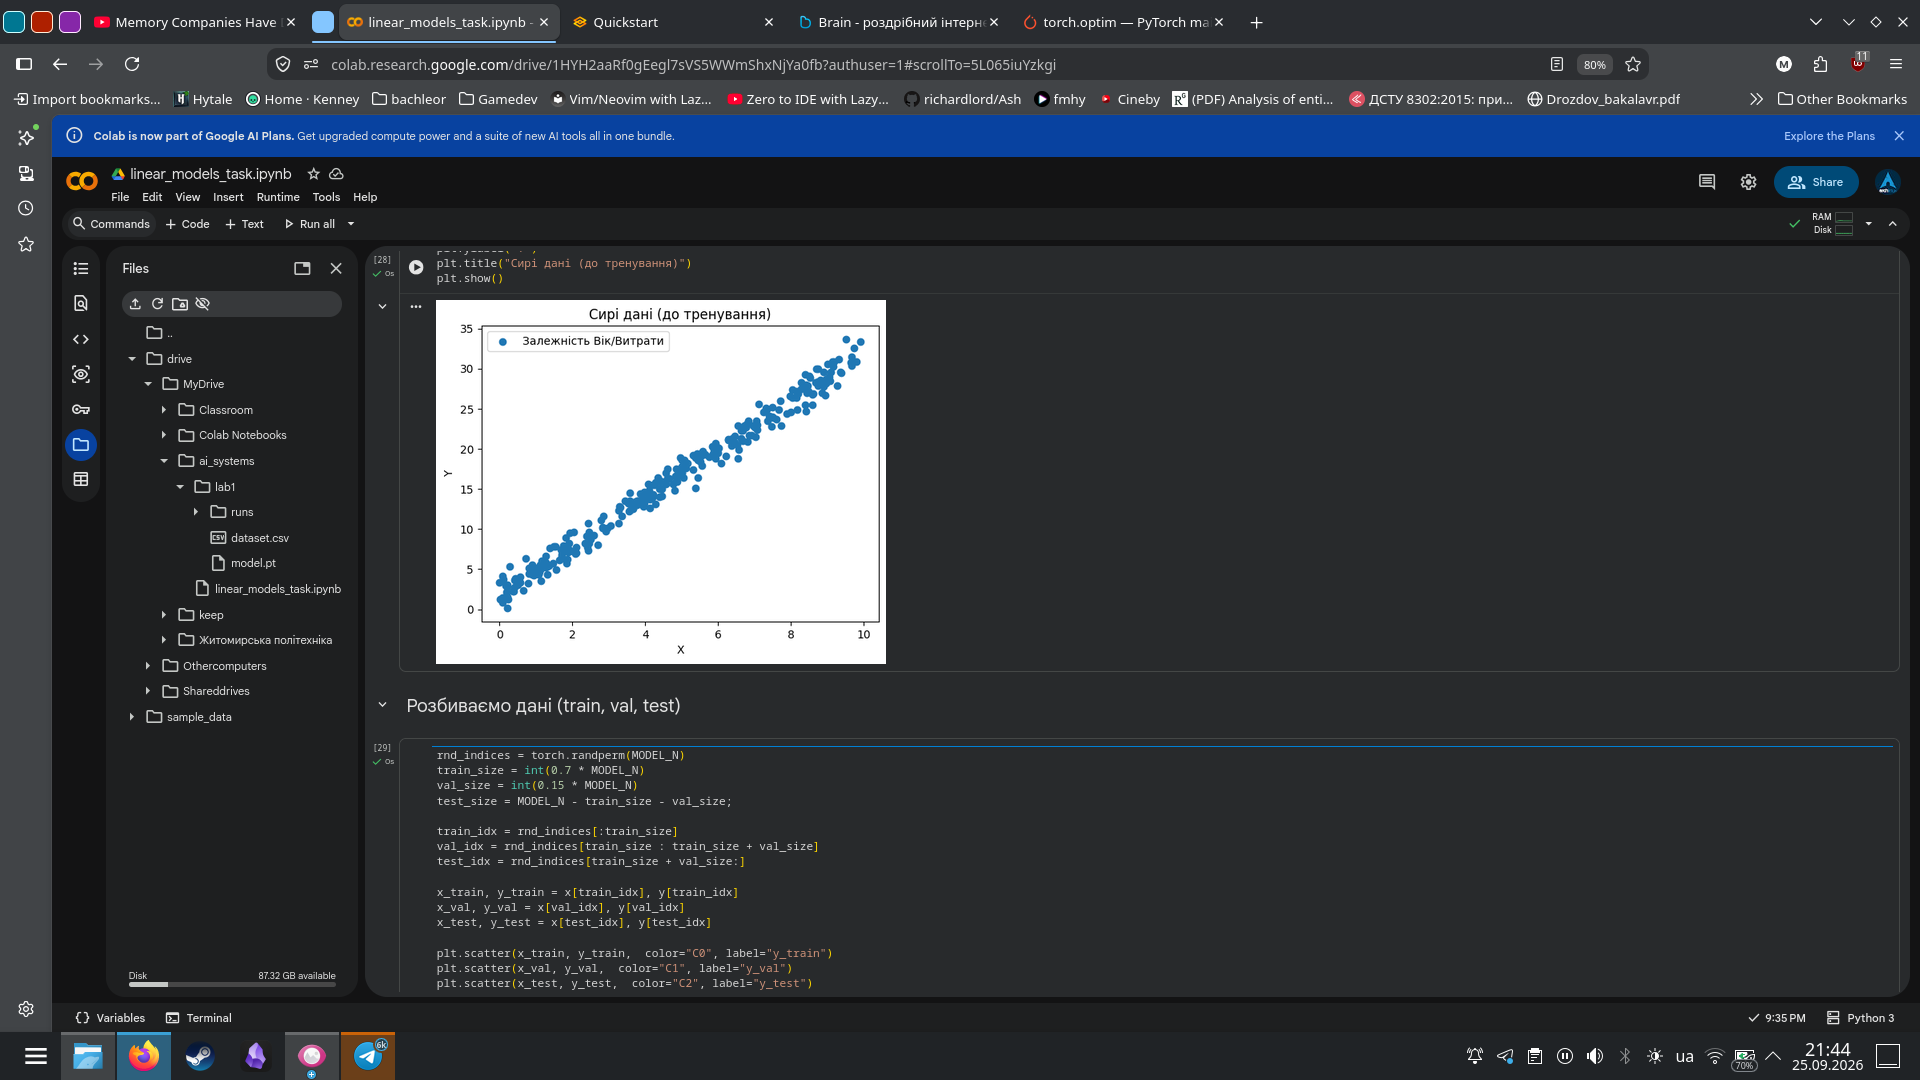 Memory Companies Have
linear_models_task.ipynb -
Quickstart
Brain - роздрібний інтерне
torch.optim — PyTorch ma
colab.research.google.com/drive/1HYH2aaRf0gEegl7sVS5WWmShxNjYa0fb?authuser=1#scrollTo=5L065iuYzkgi
80%
M
11
Import bookmarks...
Hytale
Home · Kenney
bachleor
Gamedev
Vim/Neovim with Laz...
Zero to IDE with Lazy...
richardlord/Ash
fmhy
Cineby
(PDF) Analysis of enti...
ДСТУ 8302:2015: при...
Drozdov_bakalavr.pdf
Other Bookmarks
Colab is now part of Google AI Plans. Get upgraded compute power and a suite of new AI tools all in one bundle.
Explore the Plans
linear_models_task.ipynb
File Edit View Insert Runtime Tools Help
Share
Commands + Code + Text Run all
RAM
Disk
Files
..
drive
MyDrive
Classroom
Colab Notebooks
ai_systems
lab1
runs
dataset.csv
model.pt
linear_models_task.ipynb
keep
Житомирська політехніка
Othercomputers
Shareddrives
sample_data
Disk 87.32 GB available
[28]
0s
plt.title("Сирі дані (до тренування)")
plt.show()
Сирі дані (до тренування)
Залежність Вік/Витрати
35
30
25
20
15
10
5
0
Y
0 2 4 6 8 10
X
Розбиваємо дані (train, val, test)
[29]
0s
rnd_indices = torch.randperm(MODEL_N)
train_size = int(0.7 * MODEL_N)
val_size = int(0.15 * MODEL_N)
test_size = MODEL_N - train_size - val_size;
train_idx = rnd_indices[:train_size]
val_idx = rnd_indices[train_size : train_size + val_size]
test_idx = rnd_indices[train_size + val_size:]
x_train, y_train = x[train_idx], y[train_idx]
x_val, y_val = x[val_idx], y[val_idx]
x_test, y_test = x[test_idx], y[test_idx]
plt.scatter(x_train, y_train,  color="C0", label="y_train")
plt.scatter(x_val, y_val,  color="C1", label="y_val")
plt.scatter(x_test, y_test,  color="C2", label="y_test")
Variables
Terminal
9:35 PM
Python 3
6k
ua
70%
21:44
25.09.2026